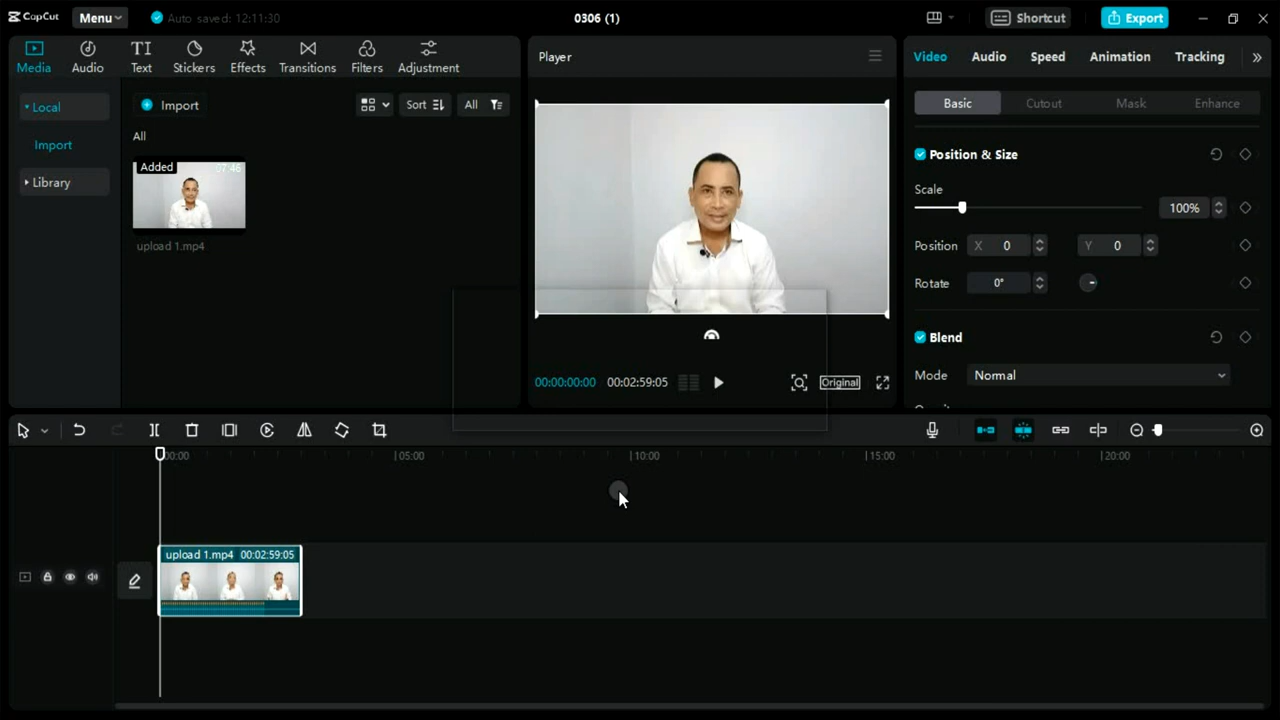 CapCut Menu Auto saved: 12:11:30 0306 (1) Shortcut Export
Media Audio Text Stickers Effects Transitions Filters Adjustment
Player
Video Audio Speed Animation Tracking
Local
Import
Library
Import Sort All
All
Added 07:46
upload 1.mp4
Basic Cutout Mask Enhance
Position & Size
Scale
100%
Position X 0 Y 0
Rotate 0°
Blend
Mode Normal
00:00:00:00 00:02:59:05 Original
00:00 05:00 10:00 15:00 20:00
upload 1.mp4 00:02:59:05